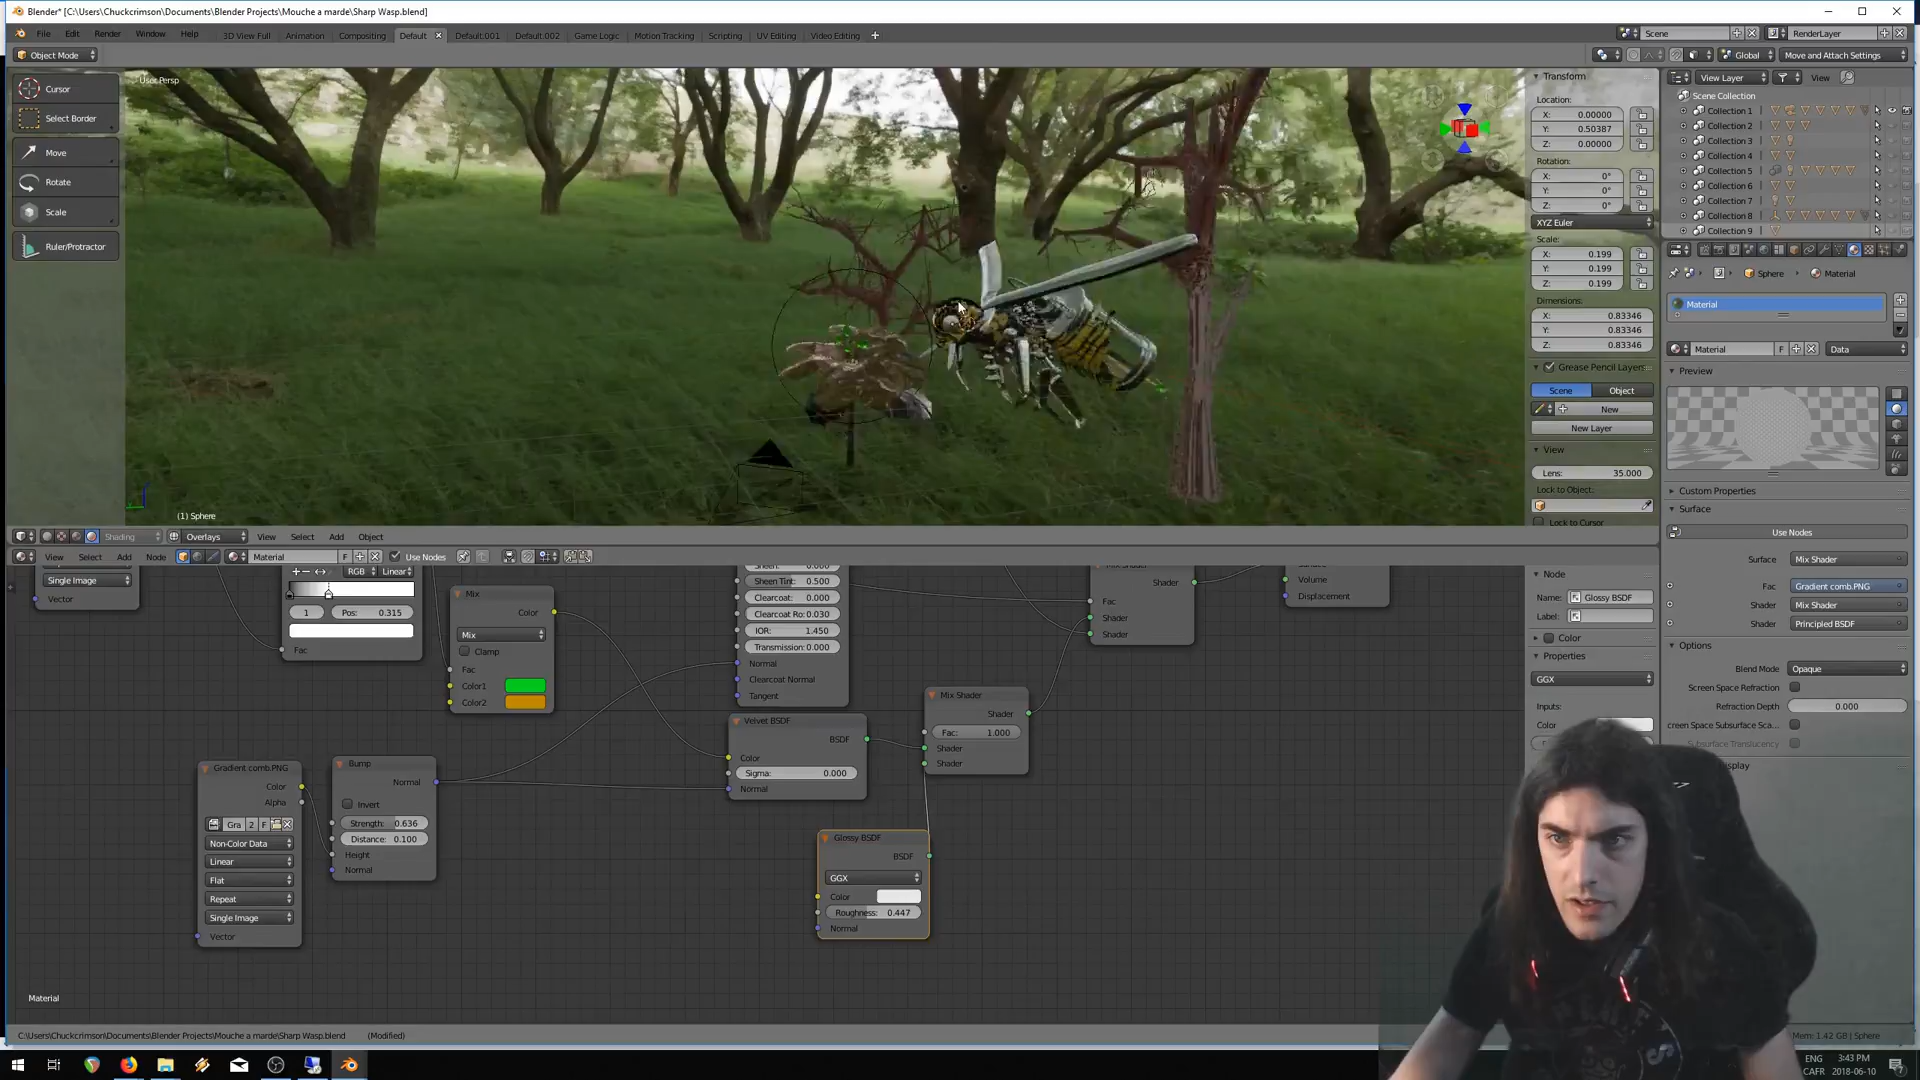 Blender* [C:\Users\Chuckcrimson\Documents\Blender Projects\Mouche a marde\Sharp Wasp.blend]
File Edit Render Window Help
3D View Full Animation Compositing Default Default.001 Default.002 Game Logic Motion Tracking Scripting UV Editing Video Editing
Scene RenderLayer
Object Mode
Global Move and Attach Settings
User Persp
Cursor
Select Border
Move
Rotate
Scale
Ruler/Protractor
(1) Sphere
Transform
Location:
X: 0.00000
Y: 0.50387
Z: 0.00000
Rotation:
X: 0°
Y: 0°
Z: 0°
XYZ Euler
Scale:
X: 0.199
Y: 0.199
Z: 0.199
Dimensions:
X: 0.83346
Y: 0.83346
Z: 0.83346
Grease Pencil Layers
Scene Object
New
New Layer
View
Lens: 35.000
Lock to Object:
Lock to Cursor
View Layer View
Scene Collection
Collection 1
Collection 2
Collection 3
Collection 4
Collection 5
Collection 6
Collection 7
Collection 8
Collection 9
Sphere Material
Material
Material F Data
Preview
Custom Properties
Surface
Use Nodes
Surface Mix Shader
Fac Gradient comb.PNG
Shader Mix Shader
Shader Principled BSDF
Options
Blend Mode Opaque
Screen Space Refraction
Refraction Depth 0.000
creen Space Subsurface Sca...
Subsurface Translucency
Shading Overlays View Select Add Object
View Select Add Node Material F Use Nodes
Single Image
Vector
RGB Linear
1 Pos: 0.315
Fac
Mix
Color
Mix
Clamp
Fac
Color1
Color2
Sheen Tint: 0.500
Clearcoat: 0.000
Clearcoat Ro: 0.030
IOR: 1.450
Transmission: 0.000
Normal
Clearcoat Normal
Tangent
Shader
Fac
Shader
Shader
Volume
Displacement
Mix Shader
Shader
Fac: 1.000
Shader
Shader
Velvet BSDF
BSDF
Color
Sigma: 0.000
Normal
Gradient comb.PNG
Color
Alpha
Gra 2 F
Non-Color Data
Linear
Flat
Repeat
Single Image
Vector
Bump
Normal
Invert
Strength: 0.636
Distance: 0.100
Height
Normal
Glossy BSDF
BSDF
GGX
Color
Roughness: 0.447
Normal
Material
Node
Name: Glossy BSDF
Label:
Color
Properties
GGX
Inputs:
Color
C:\Users\Chuckcrimson\Documents\Blender Projects\Mouche a marde\Sharp Wasp.blend (Modified)
Mem: 1.42 GB | Sphere
ENG
CAFR
3:43 PM
2018-06-10